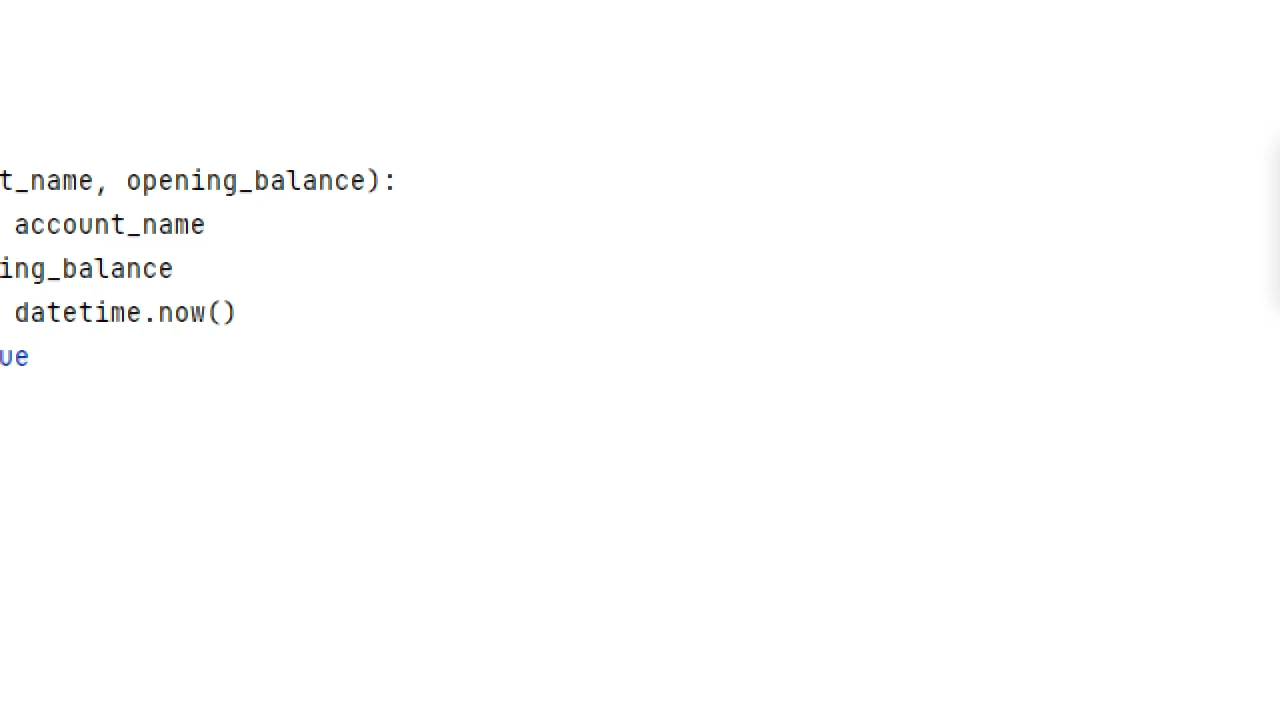 t_name, opening_balance):
account_name
ing_balance
datetime.now()
ue